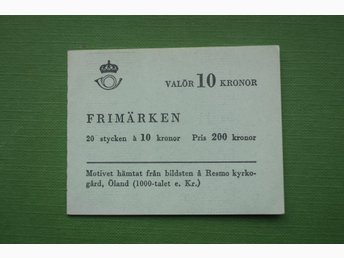 VALÖR 10 KRONOR
FRIMÄRKEN
20 stycken à 10 kronor Pris 200 kronor
Motivet hämtat från bildsten å Resmo kyrko-
gård, Öland (1000-talet e. Kr.)